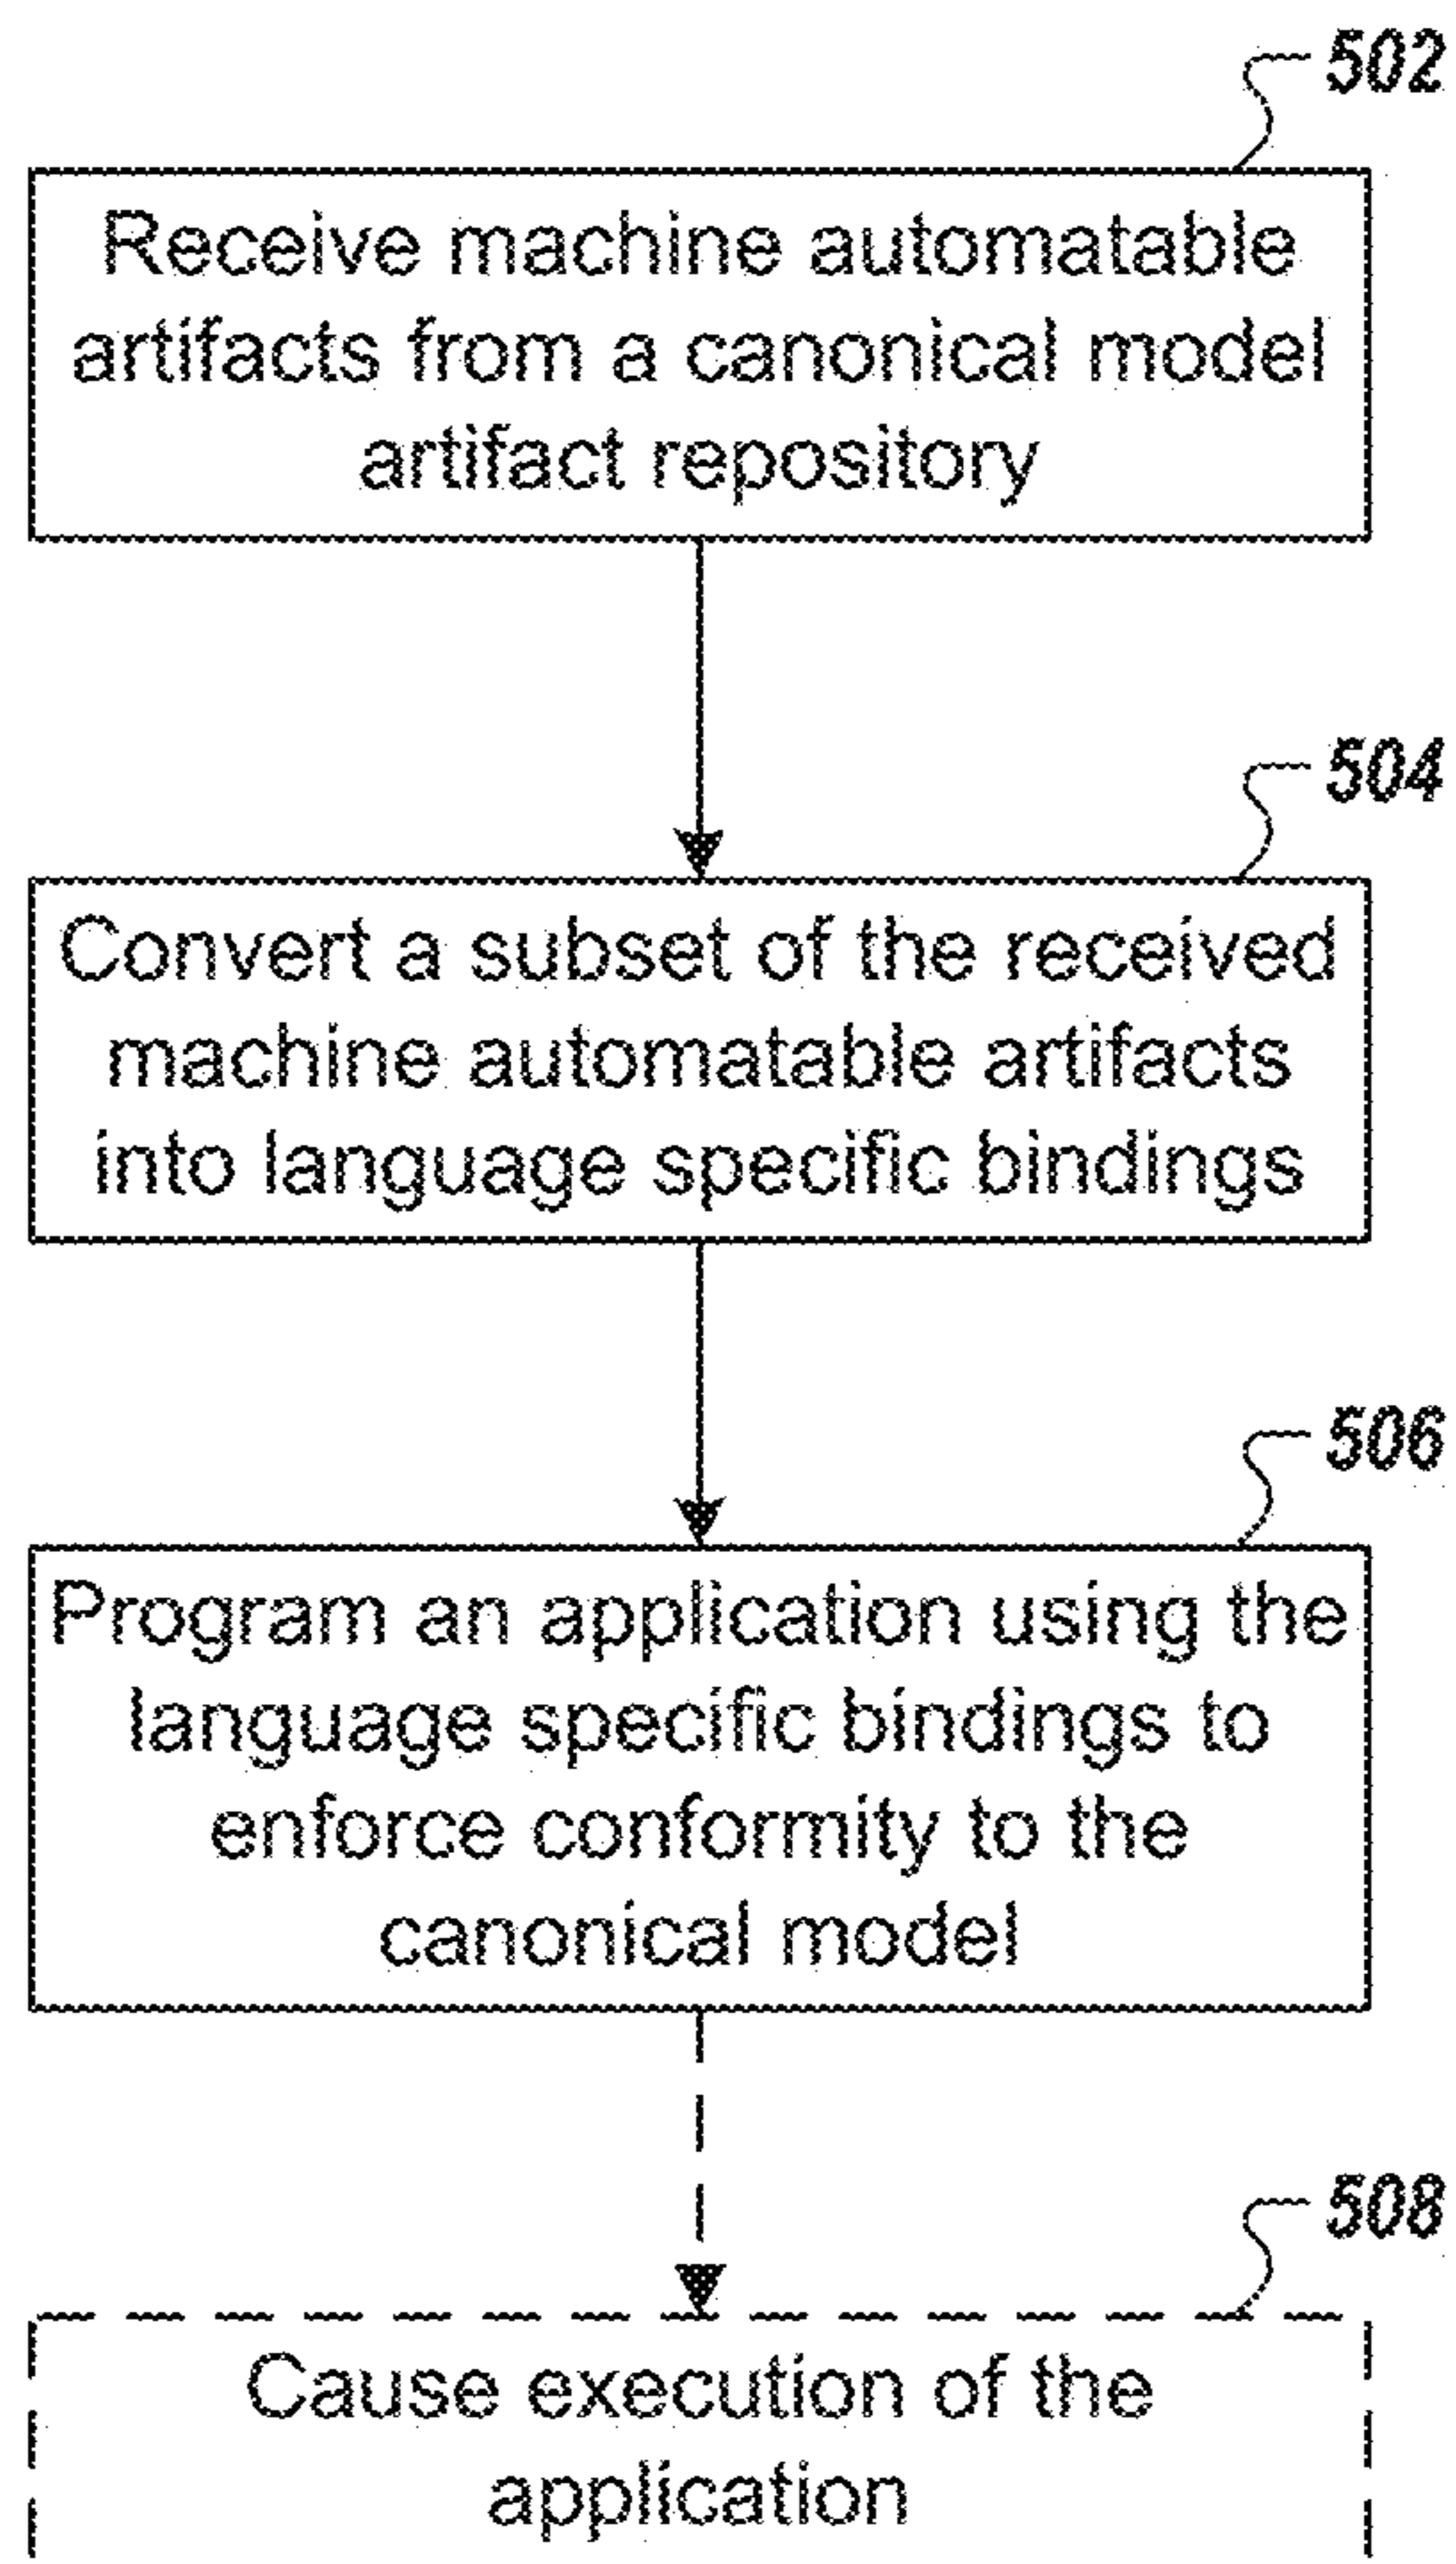 502
Receive machine automatable
artifacts from a canonical model
artifact repository
504
Convert a subset of the received
machine automatable artifacts
into language specific bindings
506
Program an application using the
language specific bindings to
enforce conformity to the
canonical model
508
Cause execution of the
application